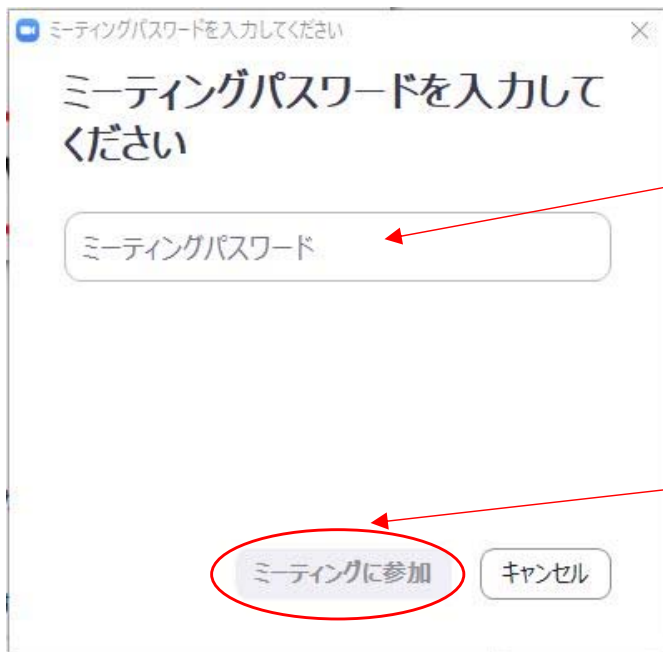 ミーティングパスワードを入力してください
ミーティングパスワードを入力して
ください
ミーティングパスワード
ミーティングに参加
キャンセル